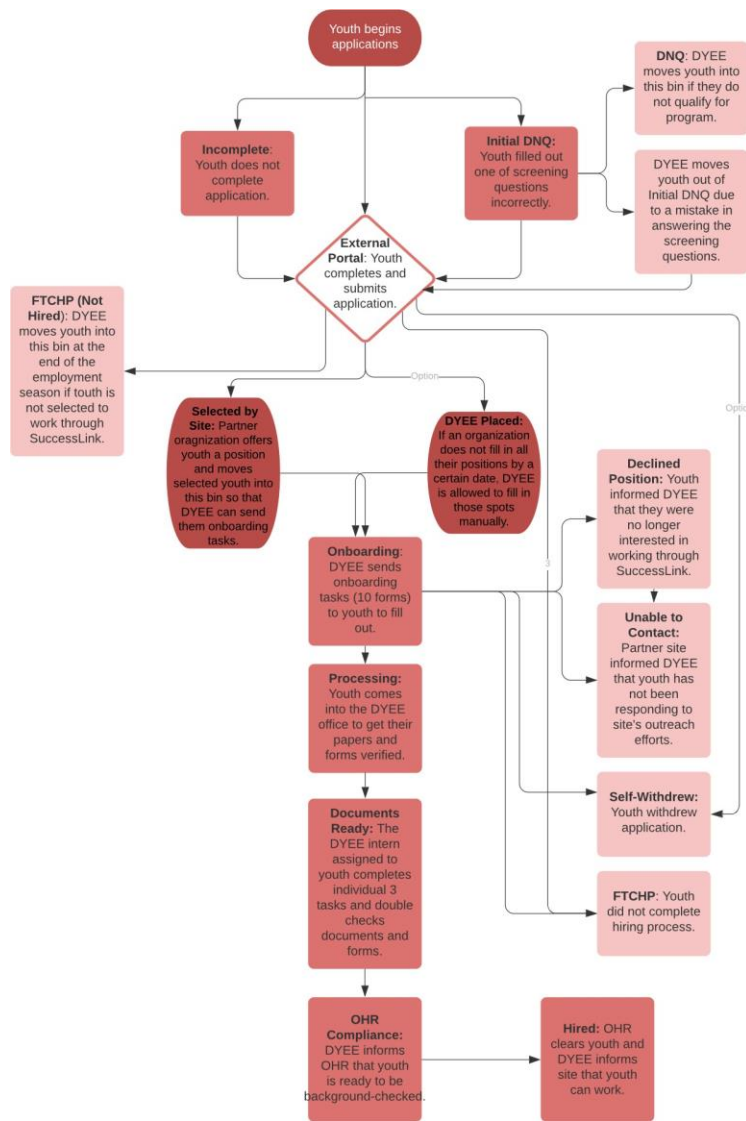 Youth begins
applications
DNQ: DYEE
moves youth into
this bin if they do
not qualify for
program.
Incomplete:
Youth does not
complete
application.
Initial DNQ:
Youth filled out
one of screening
questions
incorrectly.
DYEE moves
youth out of
Initial DNQ due
to a mistake in
answering the
screening
questions.
External
Portal: Youth
completes and
submits
application.
FTCHP (Not
Hired): DYEE
moves youth into
this bin at the
end of the
employment
season if touth is
not selected to
work through
SuccessLink.
Option
Optio
Selected by
Site: Partner
oragnization offers
youth a position and
moves selected
youth into
this bin so that
DYEE can send
them onboarding
tasks.
DYEE Placed:
If an organization
does not fill in all
their positions by a
certain date, DYEE
is allowed to fill in
those spots
manually.
Declined
Position: Youth
informed DYEE
that they were no
longer
interested in
working through
SuccessLink.
Onboarding:
DYEE sends
onboarding
tasks (10 forms)
to youth to fill
out.
3
Unable to
Contact:
Partner site
informed DYEE
that youth has
not been
responding to
site's outreach
efforts.
Processing:
Youth comes
into the DYEE
office to get their
papers and
forms verified.
Self-Withdrew:
Youth withdrew
application.
Documents
Ready: The
DYEE intern
assigned to
youth completes
individual 3
tasks and double
checks
documents and
forms.
FTCHP: Youth
did not complete
hiring process.
OHR
Compliance:
DYEE informs
OHR that youth
is ready to be
background-checked.
Hired: OHR
clears youth and
DYEE informs
site that youth
can work.